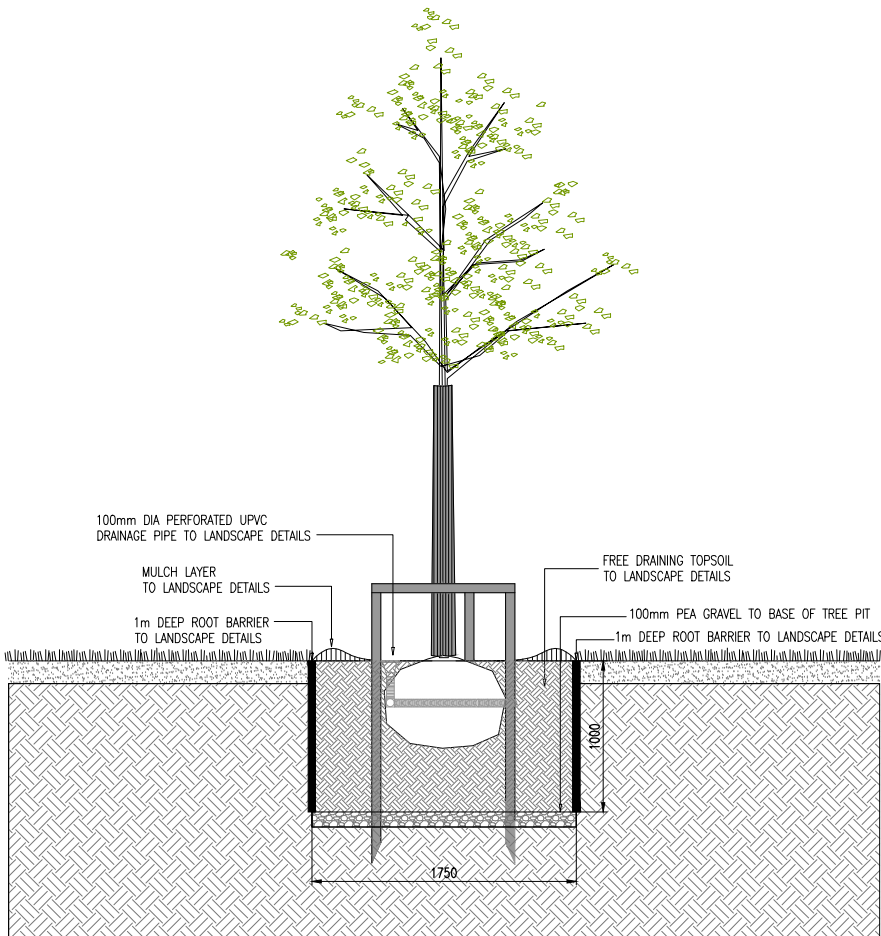 100mm DIA PERFORATED UPVC
DRAINAGE PIPE TO LANDSCAPE DETAILS
MULCH LAYER
TO LANDSCAPE DETAILS
1m DEEP ROOT BARRIER
TO LANDSCAPE DETAILS
FREE DRAINING TOPSOIL
TO LANDSCAPE DETAILS
100mm PEA GRAVEL TO BASE OF TREE PIT
1m DEEP ROOT BARRIER TO LANDSCAPE DETAILS
1000
1750